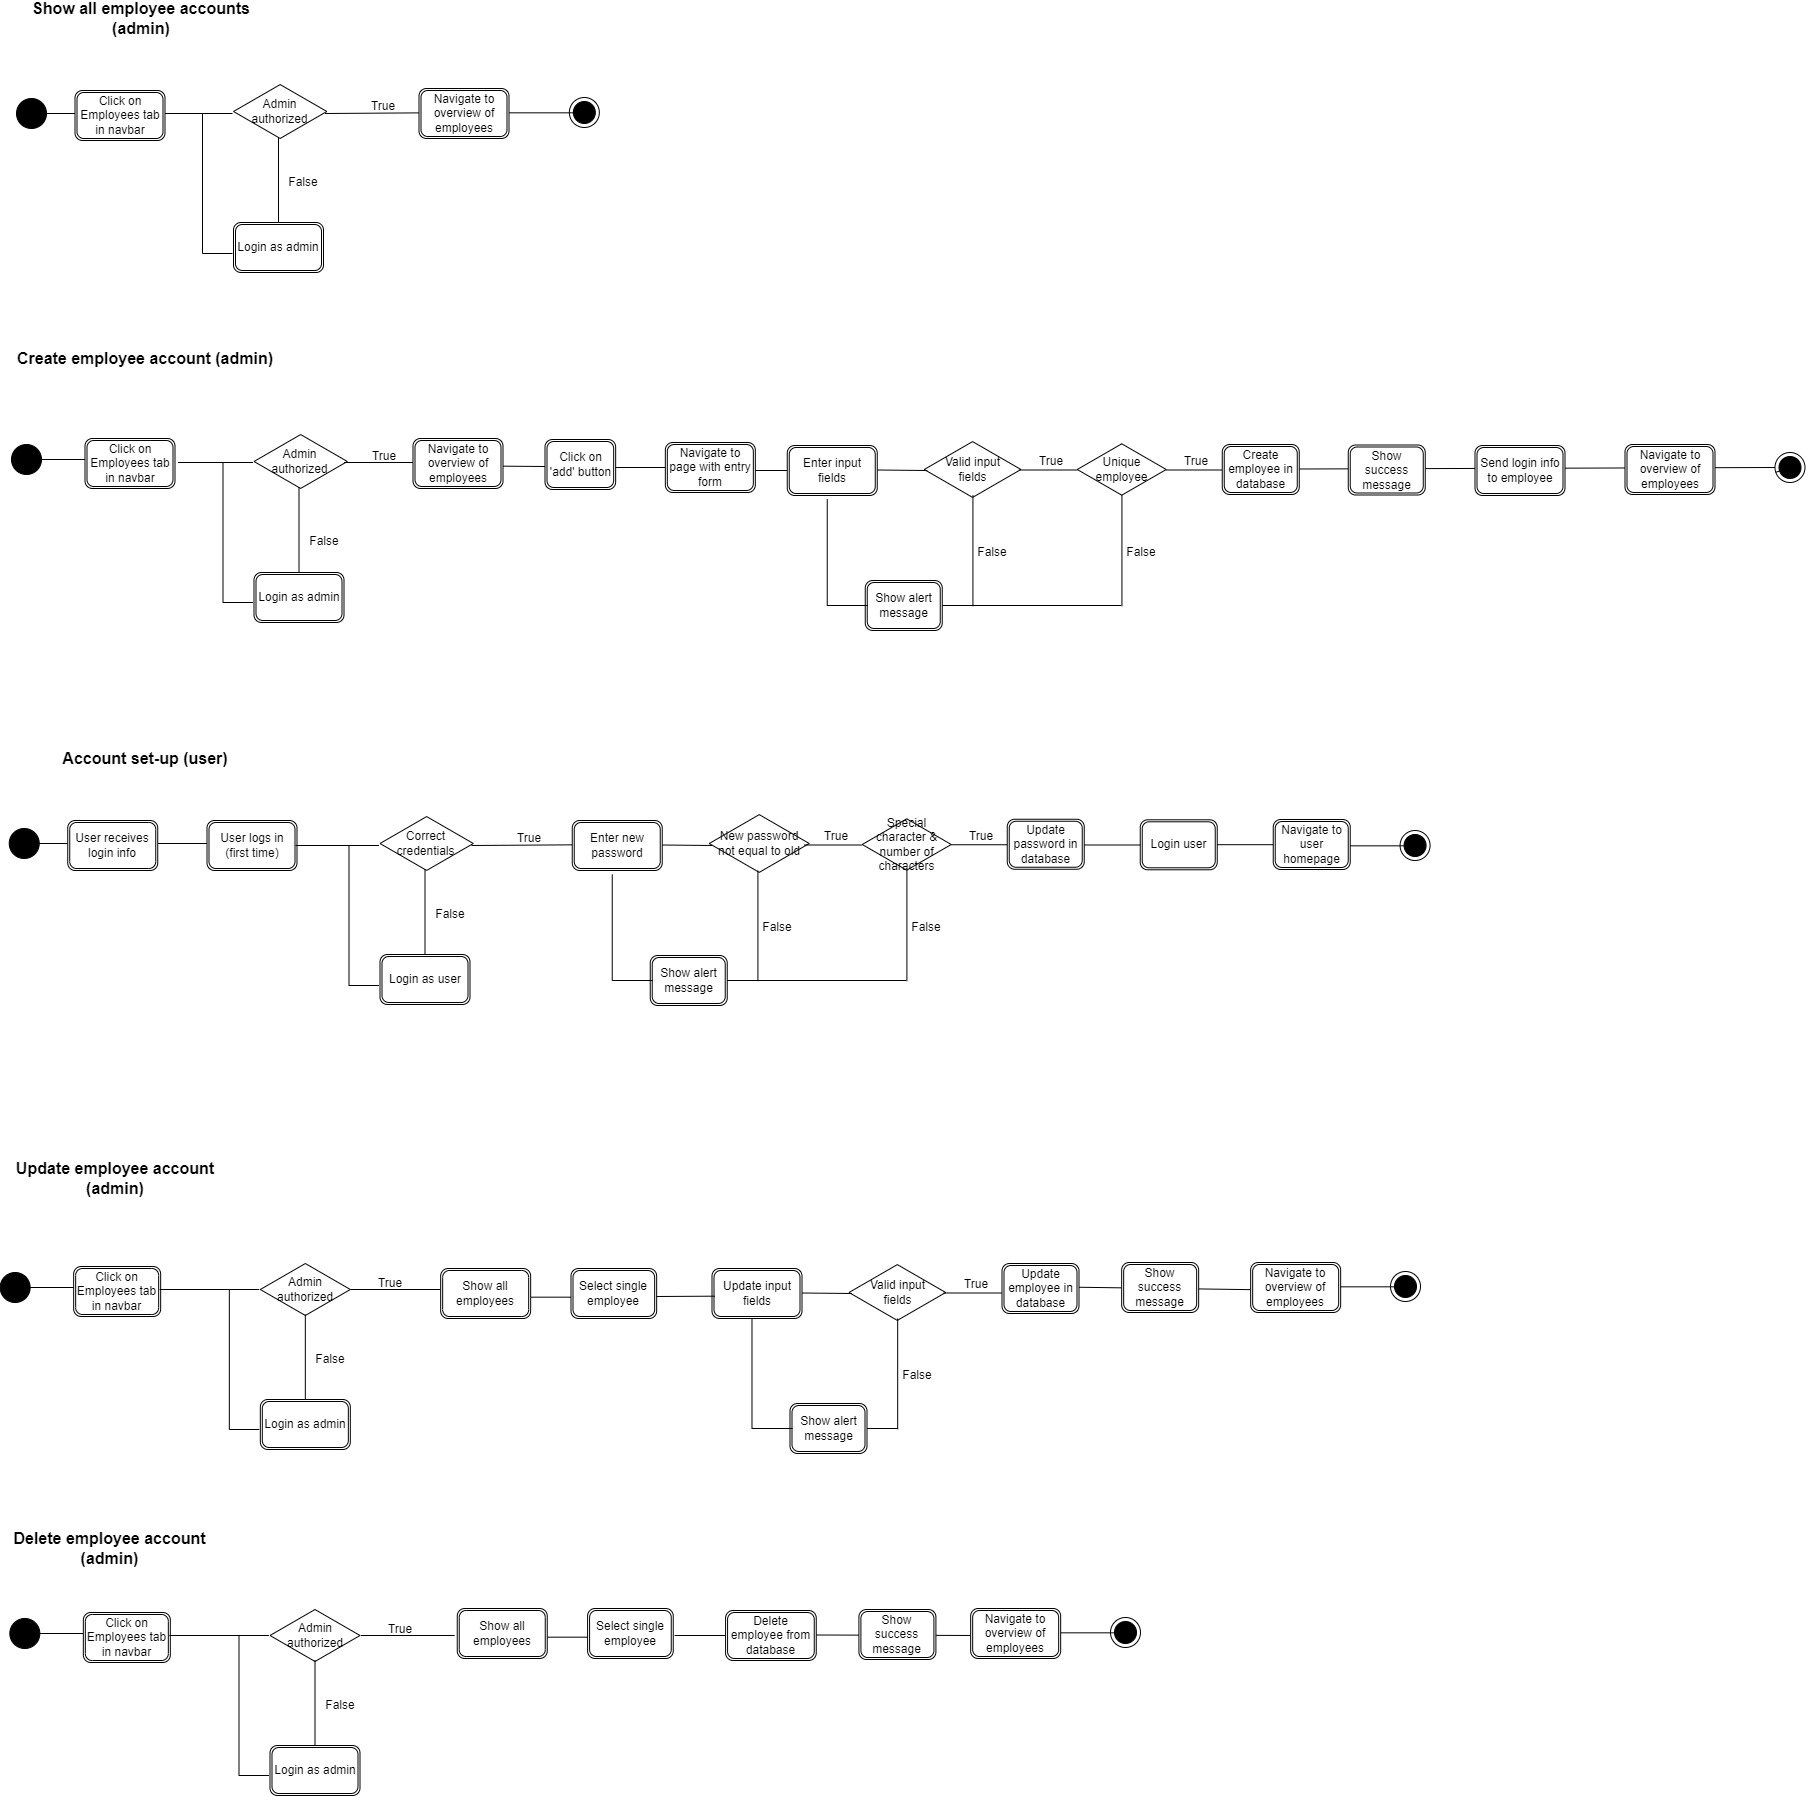 Show all employee accounts
(admin)
Click on
Employees tab
in navbar
Admin
authorized
True
Navigate to
overview of
employees
False
Login as admin
Create employee account (admin)
Click on
Employees tab
in navbar
Admin
authorized
True
Navigate to
overview of
employees
Click on
'add' button
Navigate to
page with entry
form
Enter input
fields
Valid input
fields
True
Unique
employee
True
Create
employee in
database
Show
success
message
Send login info
to employee
Navigate to
overview of
employees
False
False
False
Login as admin
Show alert
message
Account set-up (user)
User receives
login info
User logs in
(first time)
Correct
credentials
True
Enter new
password
New password
not equal to old
True
Special
character &
number of
characters
True
Update
password in
database
Login user
Navigate to
user
homepage
False
False
False
Login as user
Show alert
message
Update employee account
(admin)
Click on
Employees tab
in navbar
Admin
authorized
True
Show all
employees
Select single
employee
Update input
fields
Valid input
fields
True
Update
employee in
database
Show
success
message
Navigate to
overview of
employees
False
False
Login as admin
Show alert
message
Delete employee account
(admin)
Click on
Employees tab
in navbar
Admin
authorized
True
Show all
employees
Select single
employee
Delete
employee from
database
Show
success
message
Navigate to
overview of
employees
False
Login as admin